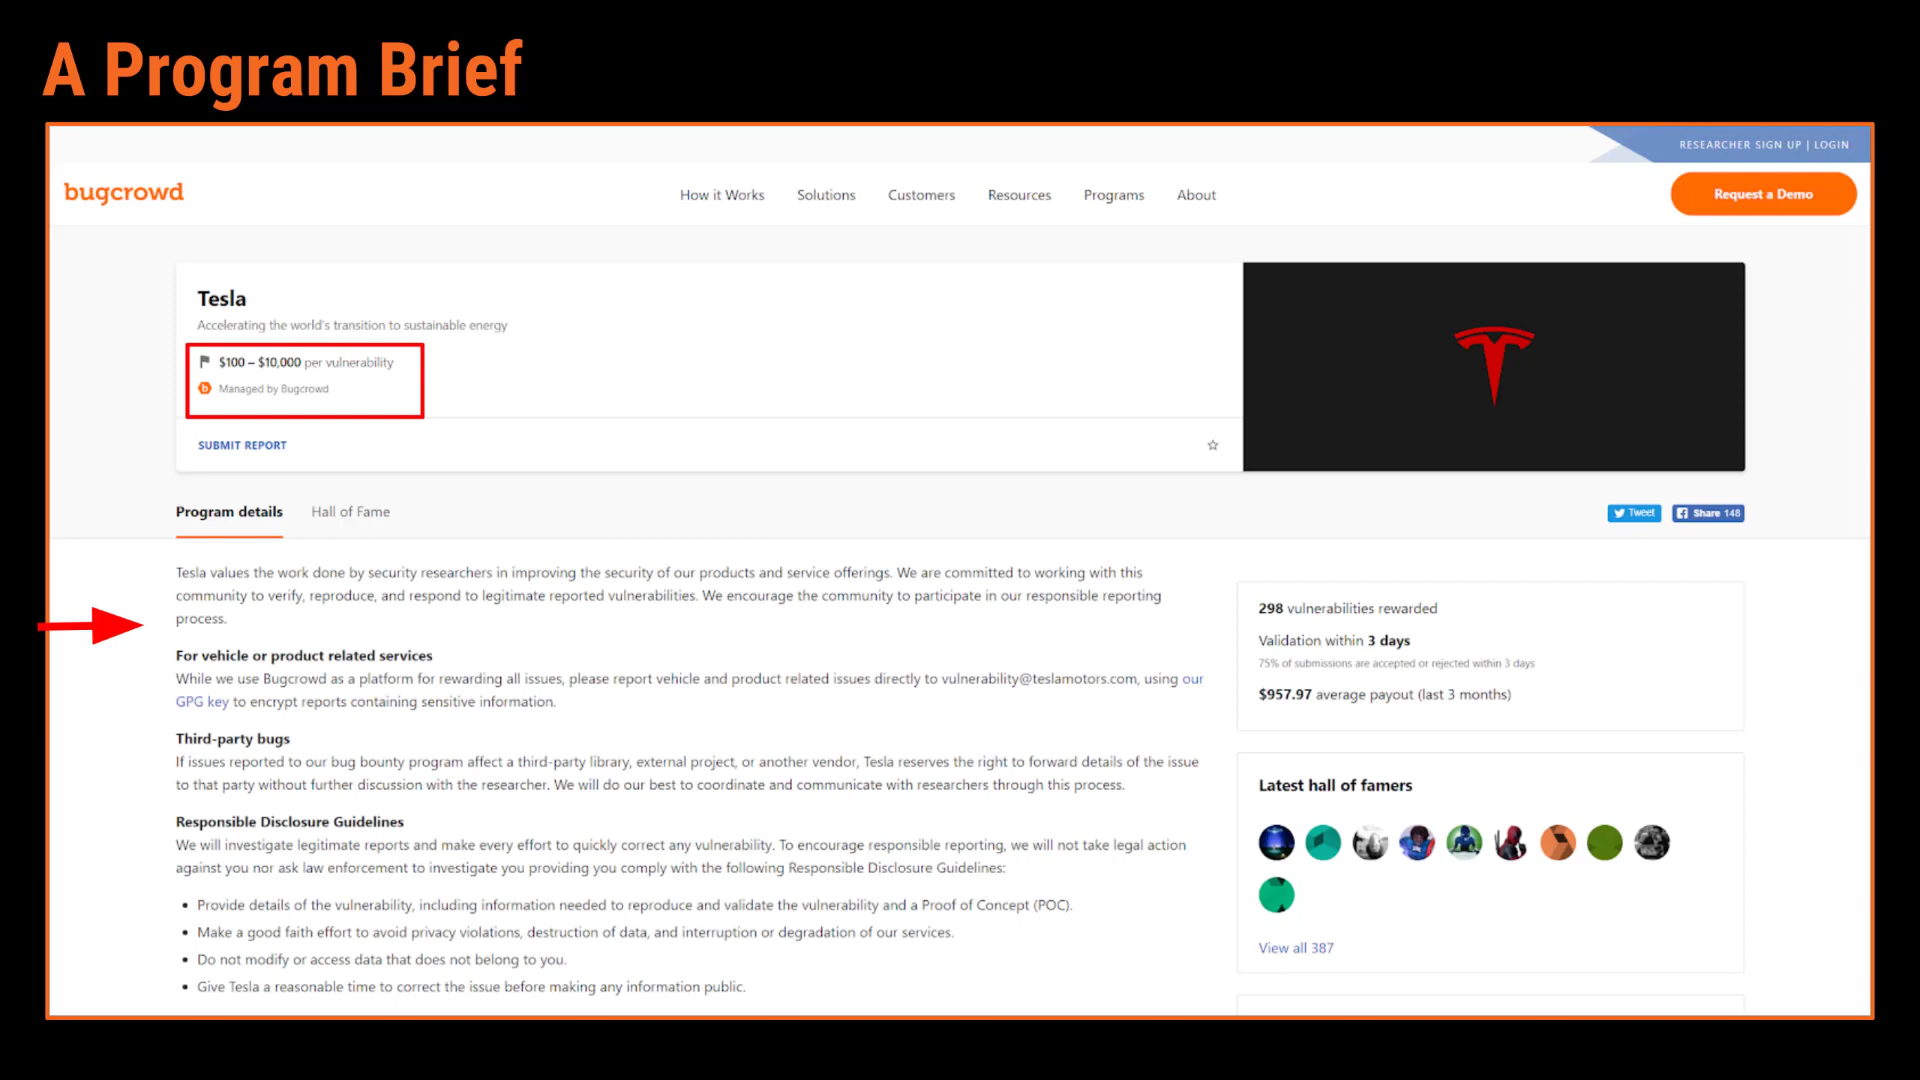 A Program Brief
RESEARCHER SIGN UP | LOGIN
bugcrowd
How it Works
Solutions
Customers
Resources
Programs
About
Request a Demo
Tesla
Accelerating the world's transition to sustainable energy
$100 – $10,000 per vulnerability
b
Managed by Bugcrowd
SUBMIT REPORT
Program details
Hall of Fame
Tweet
Share 148
Tesla values the work done by security researchers in improving the security of our products and service offerings. We are committed to working with this
community to verify, reproduce, and respond to legitimate reported vulnerabilities. We encourage the community to participate in our responsible reporting
process.
For vehicle or product related services
While we use Bugcrowd as a platform for rewarding all issues, please report vehicle and product related issues directly to vulnerability@teslamotors.com, using our
GPG key to encrypt reports containing sensitive information.
Third-party bugs
If issues reported to our bug bounty program affect a third-party library, external project, or another vendor, Tesla reserves the right to forward details of the issue
to that party without further discussion with the researcher. We will do our best to coordinate and communicate with researchers through this process.
Responsible Disclosure Guidelines
We will investigate legitimate reports and make every effort to quickly correct any vulnerability. To encourage responsible reporting, we will not take legal action
against you nor ask law enforcement to investigate you providing you comply with the following Responsible Disclosure Guidelines:
• Provide details of the vulnerability, including information needed to reproduce and validate the vulnerability and a Proof of Concept (POC).
• Make a good faith effort to avoid privacy violations, destruction of data, and interruption or degradation of our services.
• Do not modify or access data that does not belong to you.
• Give Tesla a reasonable time to correct the issue before making any information public.
298 vulnerabilities rewarded
Validation within 3 days
75% of submissions are accepted or rejected within 3 days
$957.97 average payout (last 3 months)
Latest hall of famers
View all 387